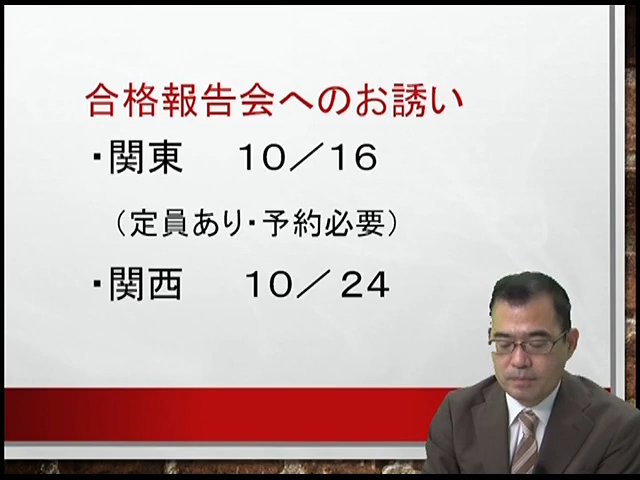 合格報告会へのお誘い
・関東　１０／１６
（定員あり・予約必要）
・関西　１０／２４